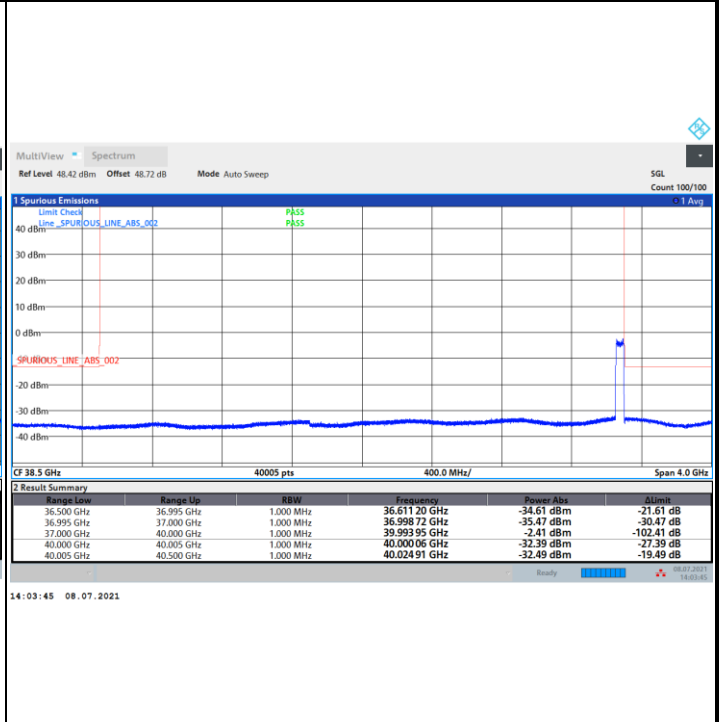 MultiView Spectrum
Ref Level 48.42 dBm Offset 48.72 dB Mode Auto Sweep SGL
Count 100/100
1 Spurious Emissions 1 Avg
Limit Check PASS
Line _SPURIOUS_LINE_ABS_002 PASS
40 dBm
30 dBm
20 dBm
10 dBm
0 dBm
_SPURIOUS_LINE_ABS_002
-20 dBm
-30 dBm
-40 dBm
CF 38.5 GHz 40005 pts 400.0 MHz/ Span 4.0 GHz
2 Result Summary
Range Low Range Up RBW Frequency Power Abs ΔLimit
36.500 GHz 36.995 GHz 1.000 MHz 36.611 20 GHz -34.61 dBm -21.61 dB
36.995 GHz 37.000 GHz 1.000 MHz 36.998 72 GHz -35.47 dBm -30.47 dB
37.000 GHz 40.000 GHz 1.000 MHz 39.993 95 GHz -2.41 dBm -102.41 dB
40.000 GHz 40.005 GHz 1.000 MHz 40.000 06 GHz -32.39 dBm -27.39 dB
40.005 GHz 40.500 GHz 1.000 MHz 40.024 91 GHz -32.49 dBm -19.49 dB
Ready 08.07.2021
14:03:45
14:03:45 08.07.2021